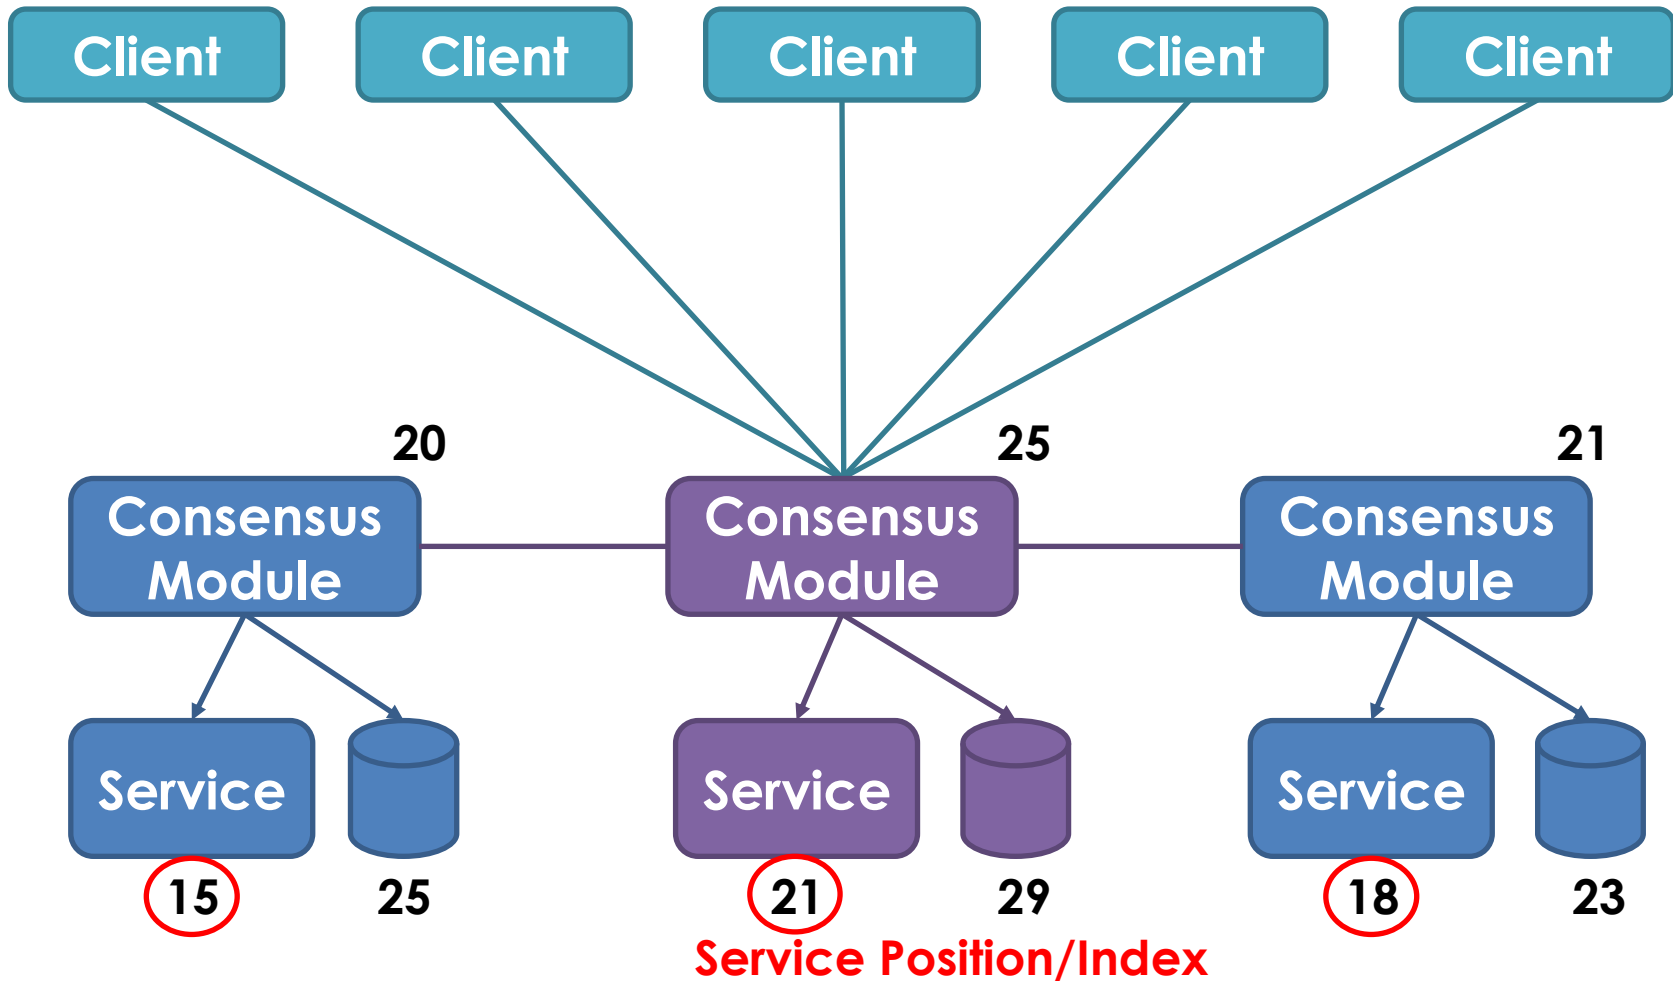 Client
Client
Client
Client
Client
20
25
21
Consensus
Module
Consensus
Module
Consensus
Module
Service
Service
Service
15
25
21
29
18
23
Service Position/Index